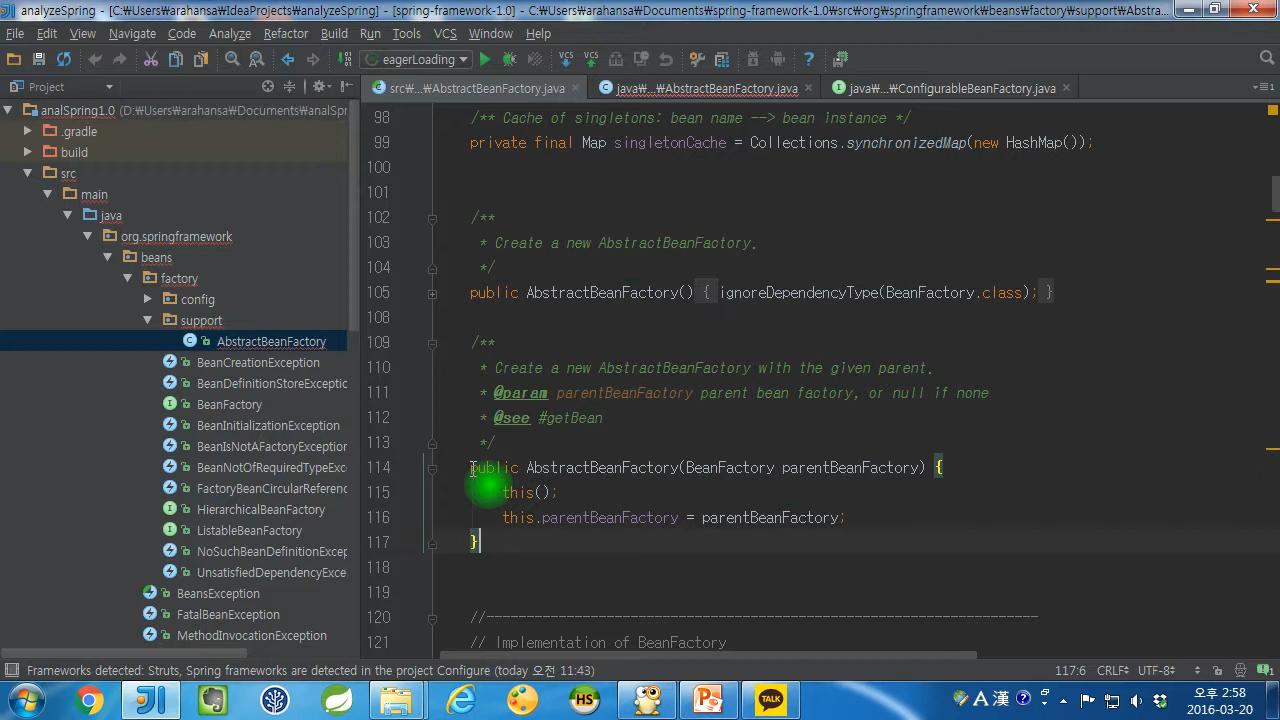 analyzeSpring - [C:₩Users₩arahansa₩IdeaProjects₩analyzeSpring] - [spring-framework-1.0] - C:₩Users₩arahansa₩Documents₩spring-framework-1.0₩src₩org₩springframework₩beans₩factory₩support₩Abstra...
File Edit View Navigate Code Analyze Refactor Build Run Tools VCS Window Help
eagerLoading
Project
src₩...₩AbstractBeanFactory.java
java₩...₩AbstractBeanFactory.java
java₩...₩ConfigurableBeanFactory.java
analSpring1.0 (D:₩Users₩arahansa₩Documents₩analSpr
.gradle
build
src
main
java
org.springframework
beans
factory
config
support
AbstractBeanFactory
BeanCreationException
BeanDefinitionStoreExceptic
BeanFactory
BeanInitializationException
BeanIsNotAFactoryException
BeanNotOfRequiredTypeExc
FactoryBeanCircularReferenc
HierarchicalBeanFactory
ListableBeanFactory
NoSuchBeanDefinitionExcep
UnsatisfiedDependencyExce
BeansException
FatalBeanException
MethodInvocationException
98 /** Cache of singletons: bean name --> bean instance */
99 private final Map singletonCache = Collections.synchronizedMap(new HashMap());
100
101
102 /**
103 * Create a new AbstractBeanFactory.
104 */
105 public AbstractBeanFactory() { ignoreDependencyType(BeanFactory.class); }
108
109 /**
110 * Create a new AbstractBeanFactory with the given parent.
111 * @param parentBeanFactory parent bean factory, or null if none
112 * @see #getBean
113 */
114 public AbstractBeanFactory(BeanFactory parentBeanFactory) {
115 this();
116 this.parentBeanFactory = parentBeanFactory;
117 }
118
119
120 //---------------------------------------------------------------------
121 // Implementation of BeanFactory
Frameworks detected: Struts, Spring frameworks are detected in the project Configure (today 오전 11:43)
117:6 CRLF÷ UTF-8÷
HS
TALK
A 漢
오후 2:58
2016-03-20